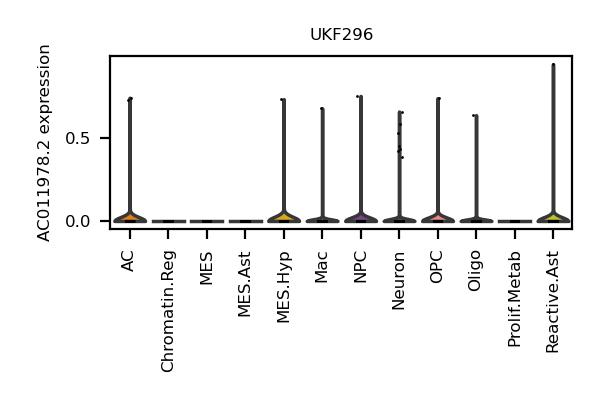 UKF296
AC011978.2 expression
0.5
0.0
AC
Chromatin.Reg
MES
MES.Ast
MES.Hyp
Mac
NPC
Neuron
OPC
Oligo
Prolif.Metab
Reactive.Ast